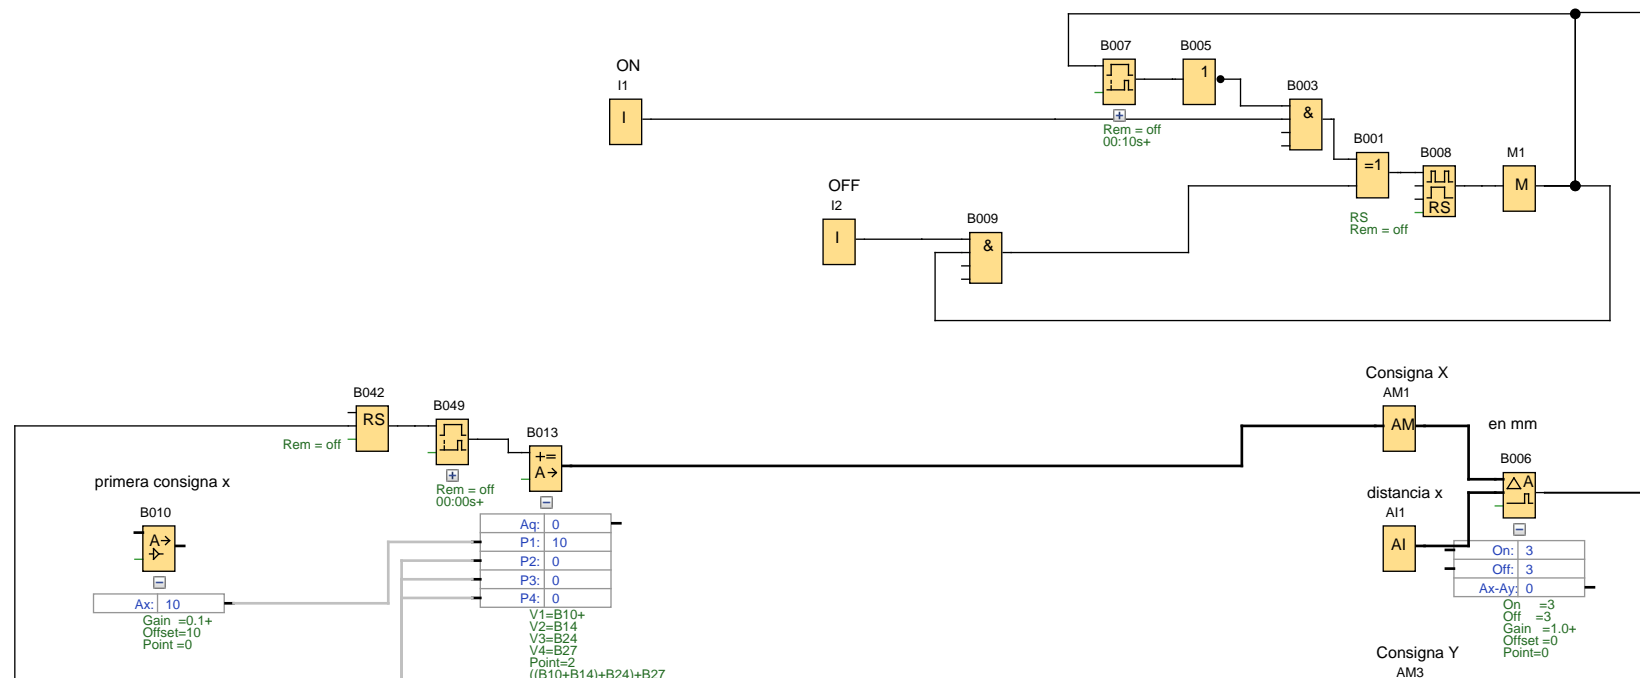 B007
B005
1
ON
I1
I
B003
&
Rem = off
00:10s+
B001
=1
B008
RS
M1
M
OFF
I2
I
B009
&
RS
Rem = off
Consigna X
AM1
AM
en mm
B006
A
B042
RS
Rem = off
B049
Rem = off
00:00s+
B013
+=
A→
primera consigna x
B010
A→
distancia x
AI1
AI
Aq: 0
P1: 10
P2: 0
P3: 0
P4: 0
V1=B10+
V2=B14
V3=B24
V4=B27
Point=2
((B10+B14)+B24)+B27
Ax: 10
Gain =0.1+
Offset=10
Point =0
On: 3
Off: 3
Ax-Ay: 0
On =3
Off =3
Gain =1.0+
Offset =0
Point=0
Consigna Y
AM3